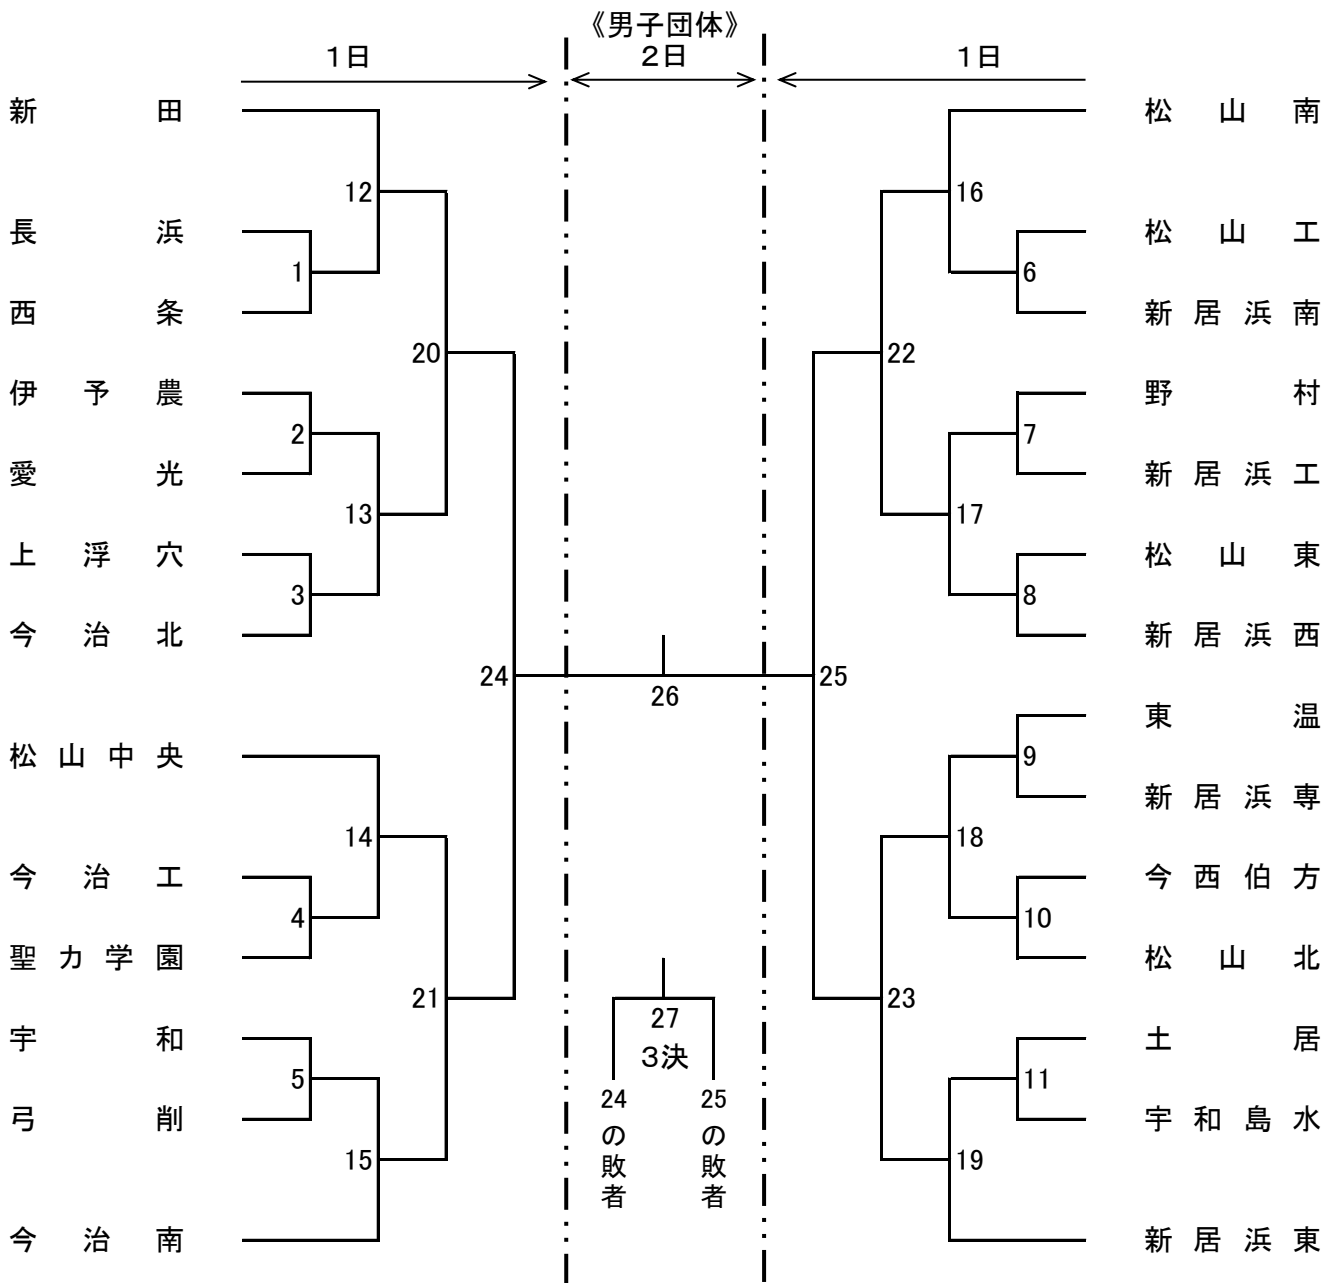 《男子団体》
1日 2日 1日
新田 松山南
12 16
長浜 松山工
1 6
西条 新居浜南
20 22
伊予農 野村
2 7
愛光 新居浜工
13 17
上浮穴 松山東
3 8
今治北 新居浜西
24 25
26
東温
松山中央 9
新居浜専
14 18
今治工 今西伯方
4 10
聖カ学園 松山北
21 23
27
宇和 土居
3決
5 11
24の敗者 25の敗者
弓削 宇和島水
15 19
今治南 新居浜東